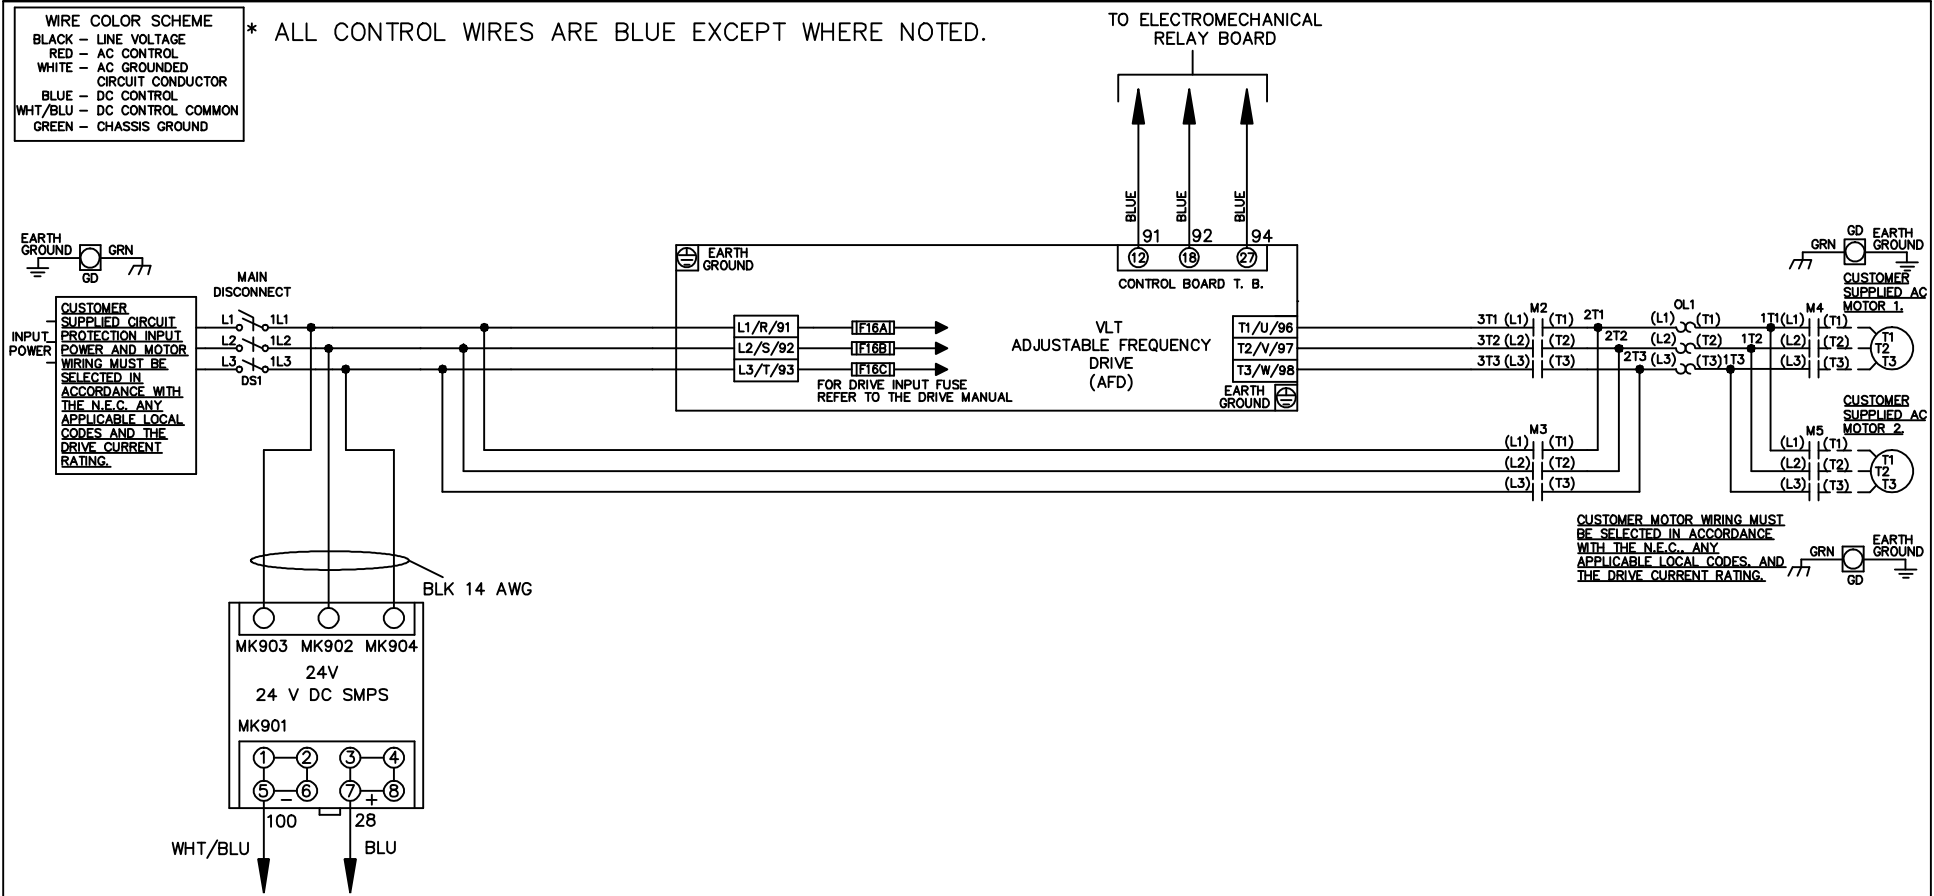 WIRE COLOR SCHEME
BLACK – LINE VOLTAGE
RED – AC CONTROL
WHITE – AC GROUNDED
CIRCUIT CONDUCTOR
BLUE – DC CONTROL
WHT/BLU – DC CONTROL COMMON
GREEN – CHASSIS GROUND
* ALL CONTROL WIRES ARE BLUE EXCEPT WHERE NOTED.
TO ELECTROMECHANICAL
RELAY BOARD
BLUE
BLUE
BLUE
91 92 94
12 18 27
CONTROL BOARD T. B.
EARTH
GROUND
GRN
GD
INPUT
POWER
CUSTOMER
SUPPLIED CIRCUIT
PROTECTION INPUT
POWER AND MOTOR
WIRING MUST BE
SELECTED IN
ACCORDANCE WITH
THE N.E.C. ANY
APPLICABLE LOCAL
CODES AND THE
DRIVE CURRENT
RATING.
MAIN
DISCONNECT
L1 1L1
L2 1L2
L3 1L3
DS1
EARTH
GROUND
L1/R/91
L2/S/92
L3/T/93
F16A
F16B
F16C
FOR DRIVE INPUT FUSE
REFER TO THE DRIVE MANUAL
VLT
ADJUSTABLE FREQUENCY
DRIVE
(AFD)
T1/U/96
T2/V/97
T3/W/98
EARTH
GROUND
M2
3T1 (L1) (T1) 2T1
3T2 (L2) (T2) 2T2
3T3 (L3) (T3) 2T3
OL1
(L1) (T1) 1T1
(L2) (T2) 1T2
(L3) (T3) 1T3
M4
(L1) (T1)
(L2) (T2)
(L3) (T3)
GD
GRN
EARTH
GROUND
CUSTOMER
SUPPLIED AC
MOTOR 1.
T1
T2
T3
M3
(L1) (T1)
(L2) (T2)
(L3) (T3)
M5
(L1) (T1)
(L2) (T2)
(L3) (T3)
CUSTOMER
SUPPLIED AC
MOTOR 2.
T1
T2
T3
CUSTOMER MOTOR WIRING MUST
BE SELECTED IN ACCORDANCE
WITH THE N.E.C., ANY
APPLICABLE LOCAL CODES, AND
THE DRIVE CURRENT RATING.
GRN
GD
EARTH
GROUND
BLK 14 AWG
MK903 MK902 MK904
24V
24 V DC SMPS
MK901
1 2 3 4
5 6 7 8
– +
100 28
WHT/BLU BLU